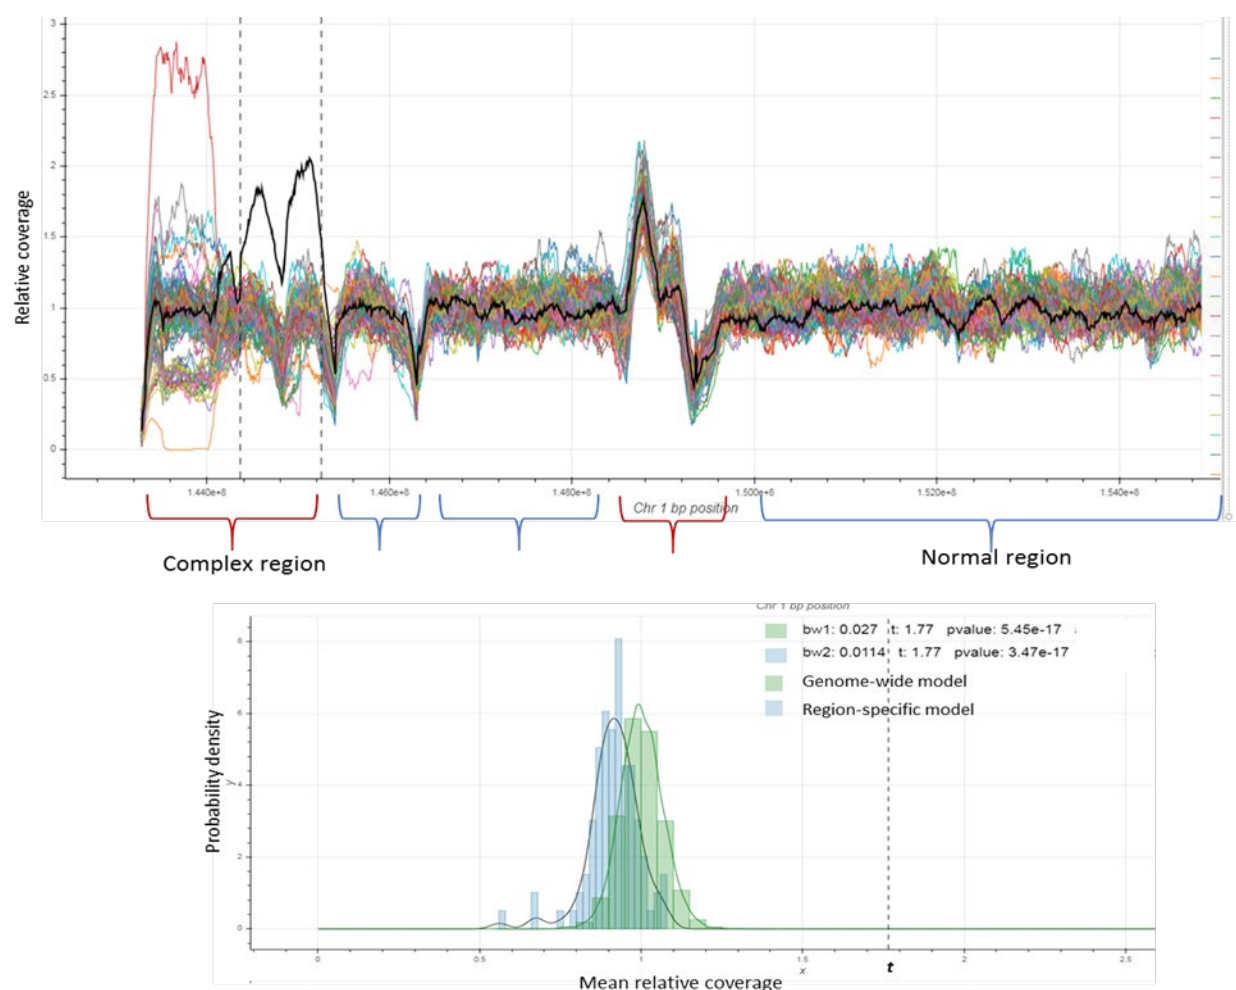 3
2.5
2
1.5
1
0.5
0
Relative coverage
1.440e+8 1.460e+8 1.480e+8 1.500e+8 1.520e+8 1.540e+8
Chr 1 bp position
Complex region Normal region
Chr 1 bp position
bw1: 0.027 t: 1.77 pvalue: 5.45e-17
bw2: 0.0114 t: 1.77 pvalue: 3.47e-17
Genome-wide model
Region-specific model
8
6
4
2
0
Probability density
y
0 0.5 1 1.5 2 2.5
x t
Mean relative coverage